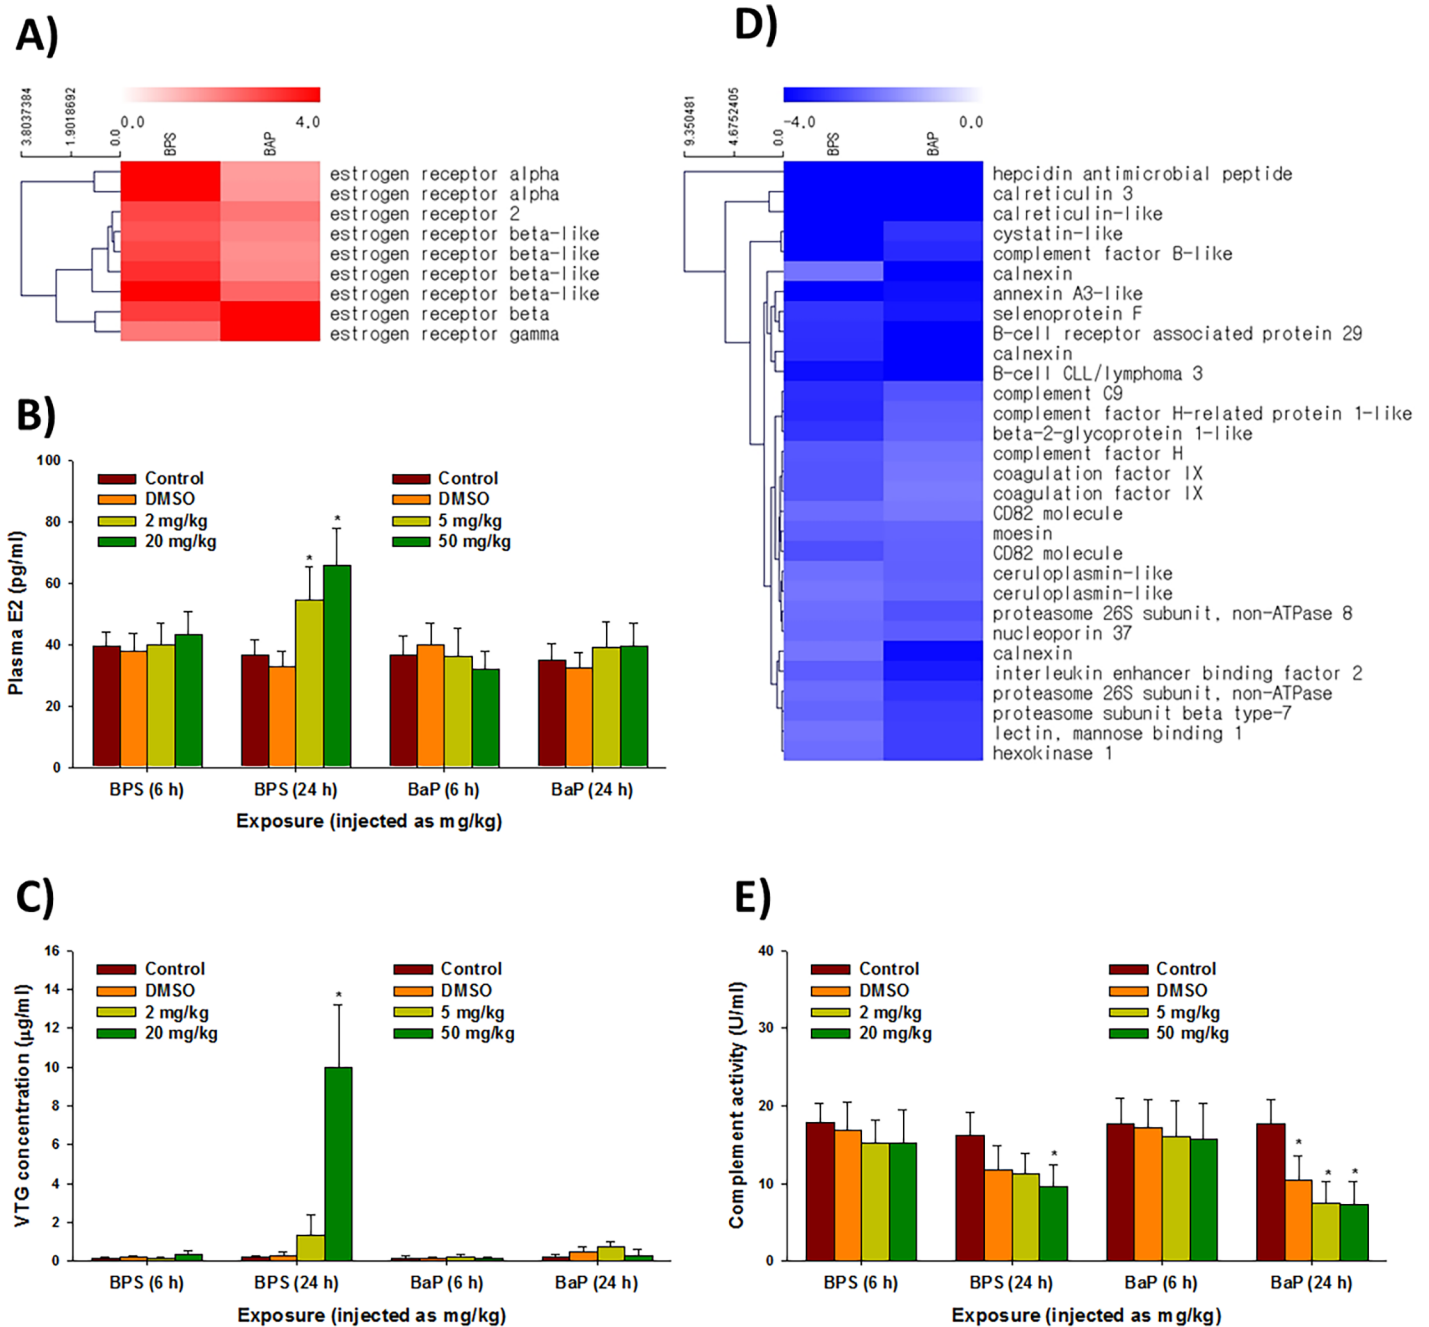 A)
3.8037384
1.9018692
0.0
0.0 4.0
BPS
BAP
estrogen receptor alpha
estrogen receptor alpha
estrogen receptor 2
estrogen receptor beta-like
estrogen receptor beta-like
estrogen receptor beta-like
estrogen receptor beta-like
estrogen receptor beta
estrogen receptor gamma
B)
Plasma E2 (pg/ml)
100
80
60
40
20
0
Control
DMSO
2 mg/kg
20 mg/kg
Control
DMSO
5 mg/kg
50 mg/kg
*
*
BPS (6 h) BPS (24 h) BaP (6 h) BaP (24 h)
Exposure (injected as mg/kg)
C)
VTG concentration (µg/ml)
16
14
12
10
8
6
4
2
0
Control
DMSO
2 mg/kg
20 mg/kg
Control
DMSO
5 mg/kg
50 mg/kg
*
BPS (6 h) BPS (24 h) BaP (6 h) BaP (24 h)
Exposure (injected as mg/kg)
D)
9.350481
4.6752405
0.0
-4.0 0.0
BPS
BAP
hepcidin antimicrobial peptide
calreticulin 3
calreticulin-like
cystatin-like
complement factor B-like
calnexin
annexin A3-like
selenoprotein F
B-cell receptor associated protein 29
calnexin
B-cell CLL/lymphoma 3
complement C9
complement factor H-related protein 1-like
beta-2-glycoprotein 1-like
complement factor H
coagulation factor IX
coagulation factor IX
CD82 molecule
moesin
CD82 molecule
ceruloplasmin-like
ceruloplasmin-like
proteasome 26S subunit, non-ATPase 8
nucleoporin 37
calnexin
interleukin enhancer binding factor 2
proteasome 26S subunit, non-ATPase
proteasome subunit beta type-7
lectin, mannose binding 1
hexokinase 1
E)
Complement activity (U/ml)
40
30
20
10
0
Control
DMSO
2 mg/kg
20 mg/kg
Control
DMSO
5 mg/kg
50 mg/kg
*
*
*
*
BPS (6 h) BPS (24 h) BaP (6 h) BaP (24 h)
Exposure (injected as mg/kg)